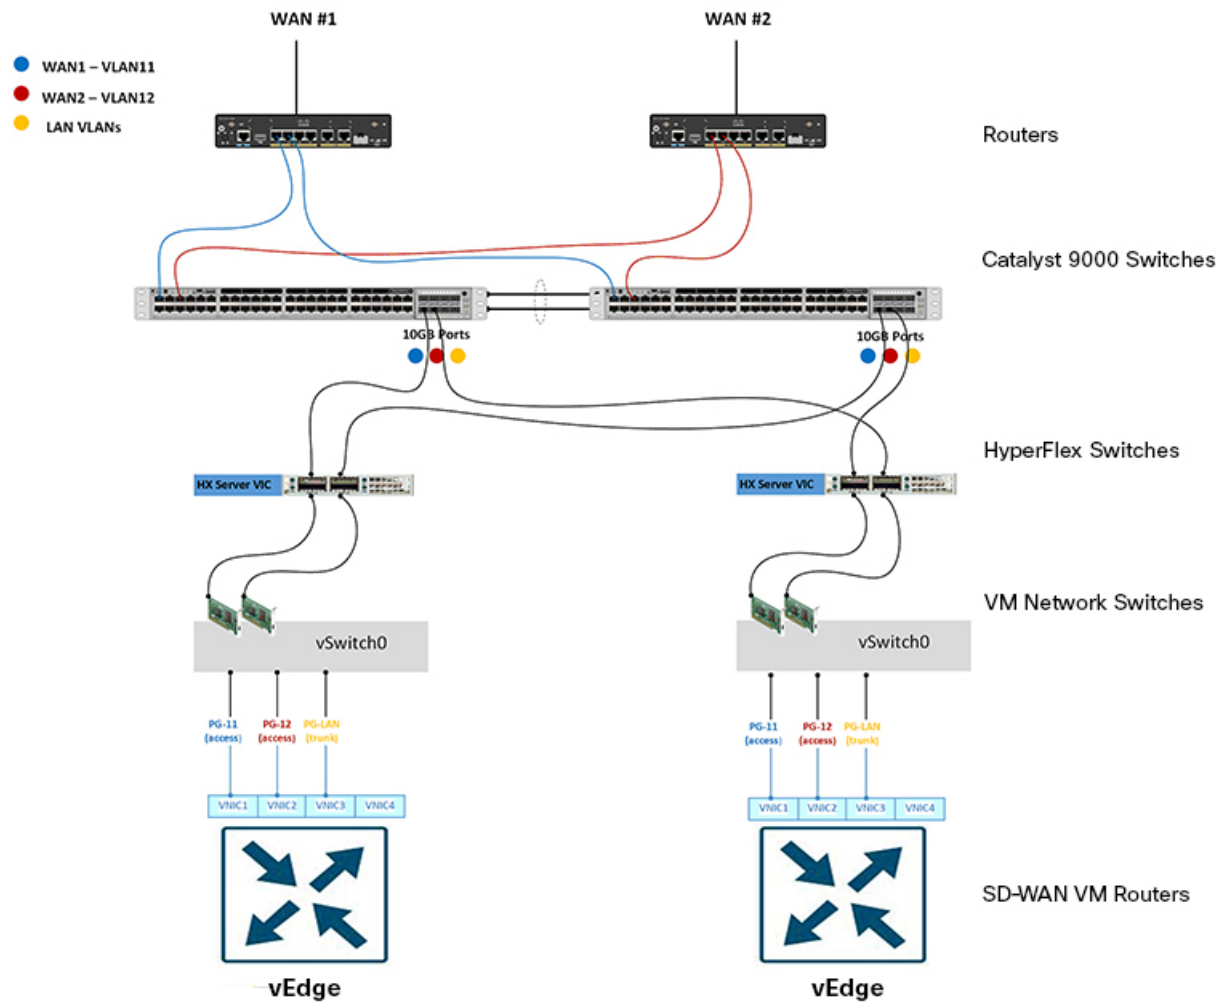 WAN #1
WAN #2
WAN1 – VLAN11
WAN2 – VLAN12
LAN VLANs
Routers
Catalyst 9000 Switches
10GB Ports
10GB Ports
HyperFlex Switches
HX Server VIC
HX Server VIC
VM Network Switches
vSwitch0
vSwitch0
PG-11
(access)
PG-12
(access)
PG-LAN
(trunk)
PG-11
(access)
PG-12
(access)
PG-LAN
(trunk)
VNIC1
VNIC2
VNIC3
VNIC4
VNIC1
VNIC2
VNIC3
VNIC4
SD-WAN VM Routers
vEdge
vEdge